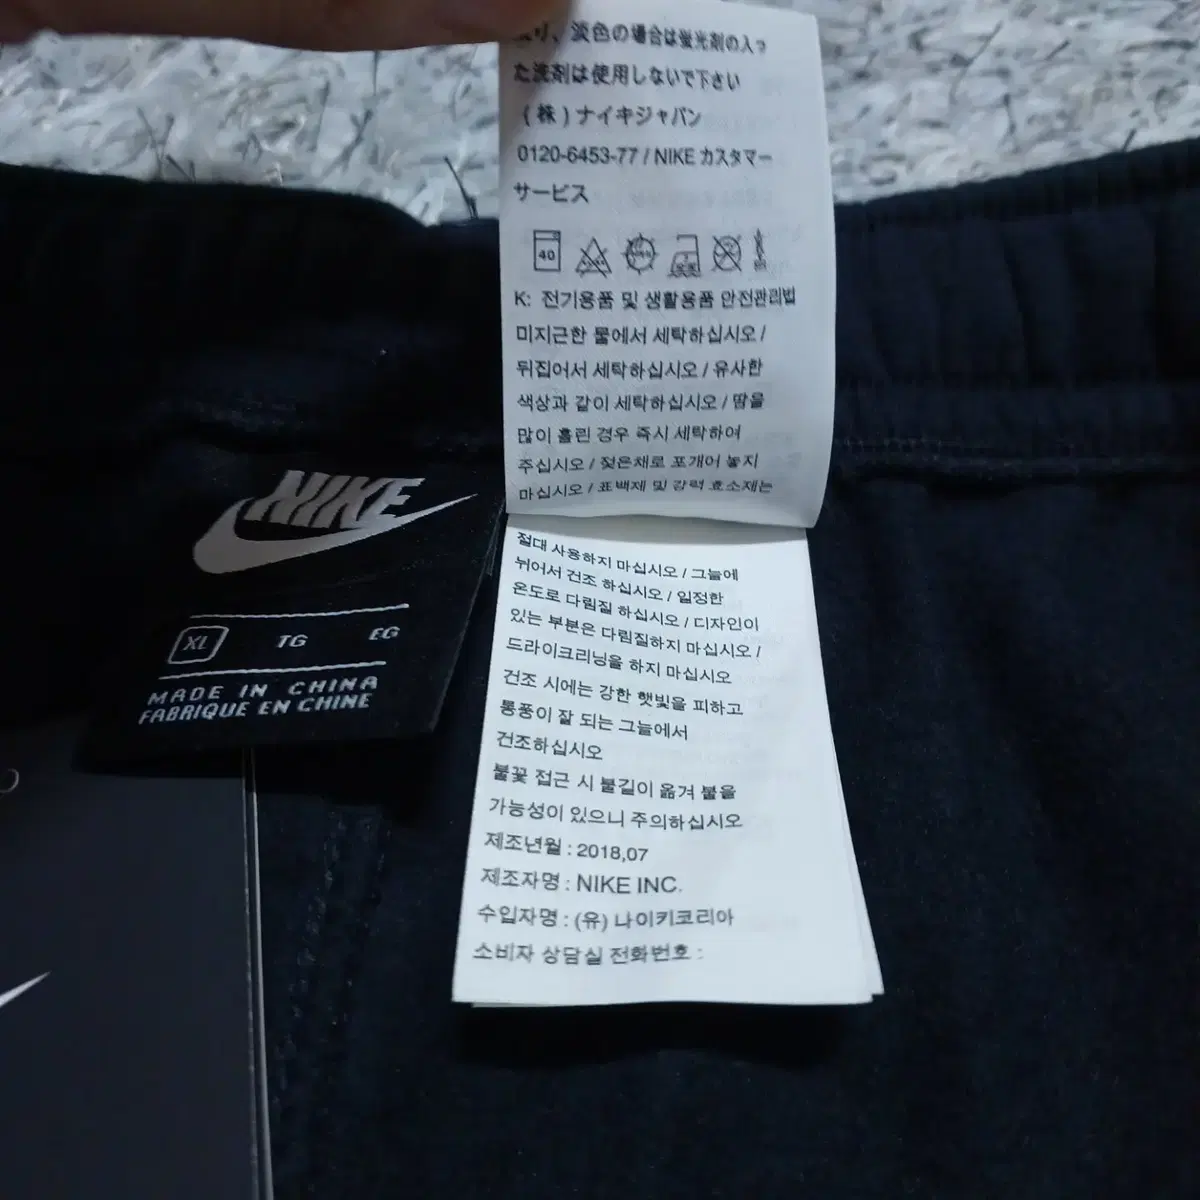 り、淡色の場合は蛍光剤の入っ
た洗剤は使用しないで下さい
(株)ナイキジャパン
0120-6453-77 / NIKE カスタマー
サービス
40
K: 전기용품 및 생활용품 안전관리법
미지근한 물에서 세탁하십시오 /
뒤집어서 세탁하십시오 / 유사한
색상과 같이 세탁하십시오 / 땀을
많이 흘린 경우 즉시 세탁하여
주십시오 / 젖은채로 포개어 놓지
마십시오 / 표백제 및 강력 효소제는
절대 사용하지 마십시오 / 그늘에
뉘어서 건조 하십시오 / 일정한
온도로 다림질 하십시오 / 디자인이
있는 부분은 다림질하지 마십시오 /
드라이크리닝을 하지 마십시오
건조 시에는 강한 햇빛을 피하고
통풍이 잘 되는 그늘에서
건조하십시오
불꽃 접근 시 불길이 옮겨 붙을
가능성이 있으니 주의하십시오
제조년월 : 2018,07
제조자명 : NIKE INC.
수입자명 : (유) 나이키코리아
소비자 상담실 전화번호 :
NIKE
XL TG EG
MADE IN CHINA
FABRIQUE EN CHINE